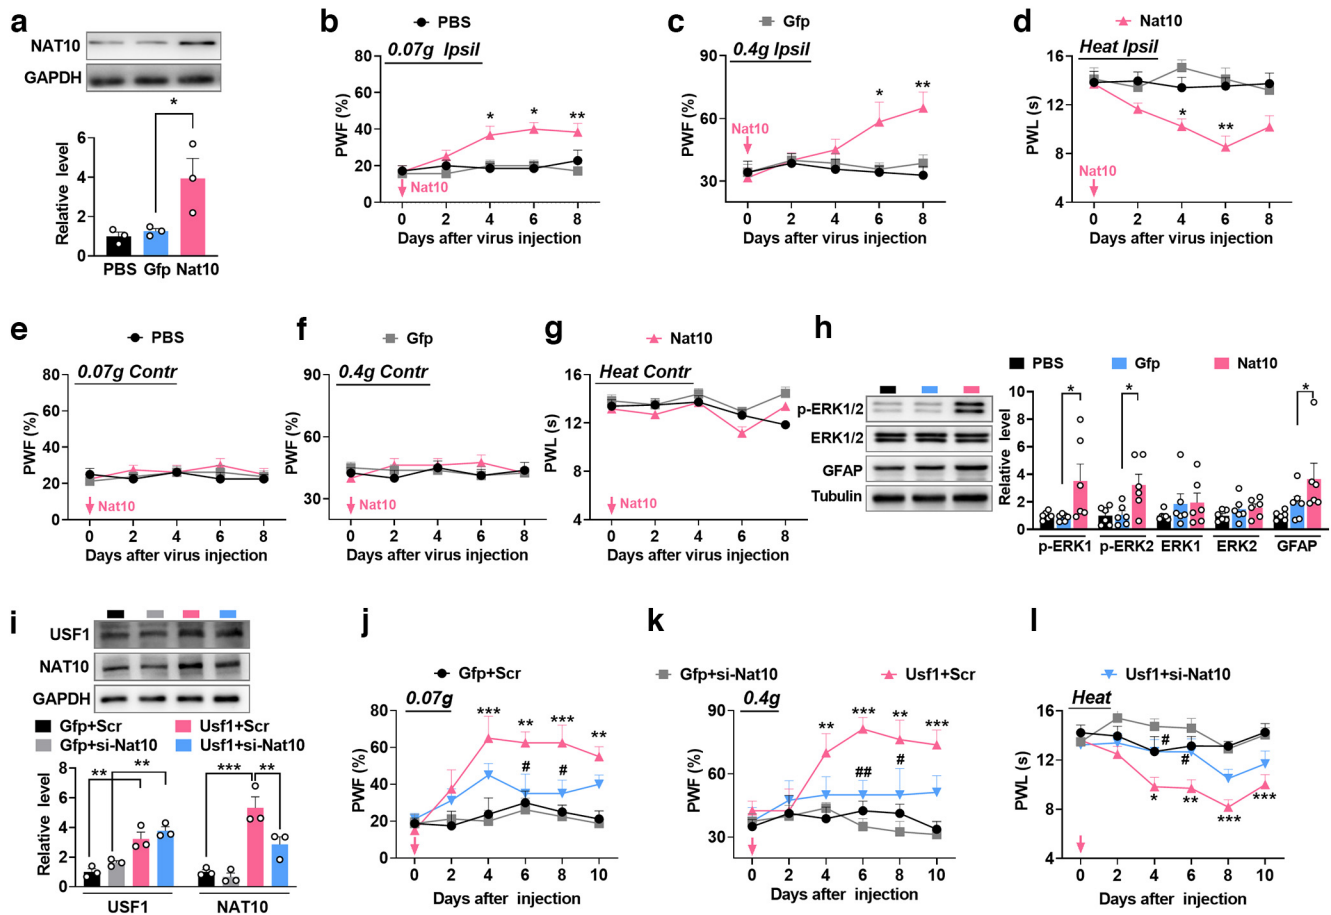 a
NAT10
GAPDH
*
Relative level
6
4
2
0
PBS Gfp Nat10
b
PBS
0.07g Ipsil
PWF (%)
80
60
40
20
0
* * **
Nat10
0 2 4 6 8
Days after virus injection
c
Gfp
0.4g Ipsil
PWF (%)
90
60
30
* **
Nat10
0 2 4 6 8
Days after virus injection
d
Nat10
Heat Ipsil
PWL (s)
16
12
8
4
* **
Nat10
0 2 4 6 8
Days after virus injection
e
PBS
0.07g Contr
PWF (%)
80
60
40
20
0
Nat10
0 2 4 6 8
Days after virus injection
f
Gfp
0.4g Contr
PWF (%)
90
60
30
Nat10
0 2 4 6 8
Days after virus injection
g
Nat10
Heat Contr
PWL (s)
16
12
8
4
Nat10
0 2 4 6 8
Days after virus injection
h
p-ERK1/2
ERK1/2
GFAP
Tubulin
PBS Gfp Nat10
Relative level
10
8
6
4
2
0
* * *
p-ERK1 p-ERK2 ERK1 ERK2 GFAP
i
USF1
NAT10
GAPDH
Gfp+Scr Usf1+Scr
Gfp+si-Nat10 Usf1+si-Nat10
Relative level
8
6
4
2
0
** ** *** **
USF1 NAT10
j
Gfp+Scr
0.07g
PWF (%)
80
60
40
20
0
*** ** *** **
# #
0 2 4 6 8 10
Days after injection
k
Gfp+si-Nat10 Usf1+Scr
0.4g
PWF (%)
90
60
30
** *** ** ***
## #
0 2 4 6 8 10
Days after injection
l
Usf1+si-Nat10
Heat
PWL (s)
16
12
8
4
# #
* ** *** ***
0 2 4 6 8 10
Days after injection